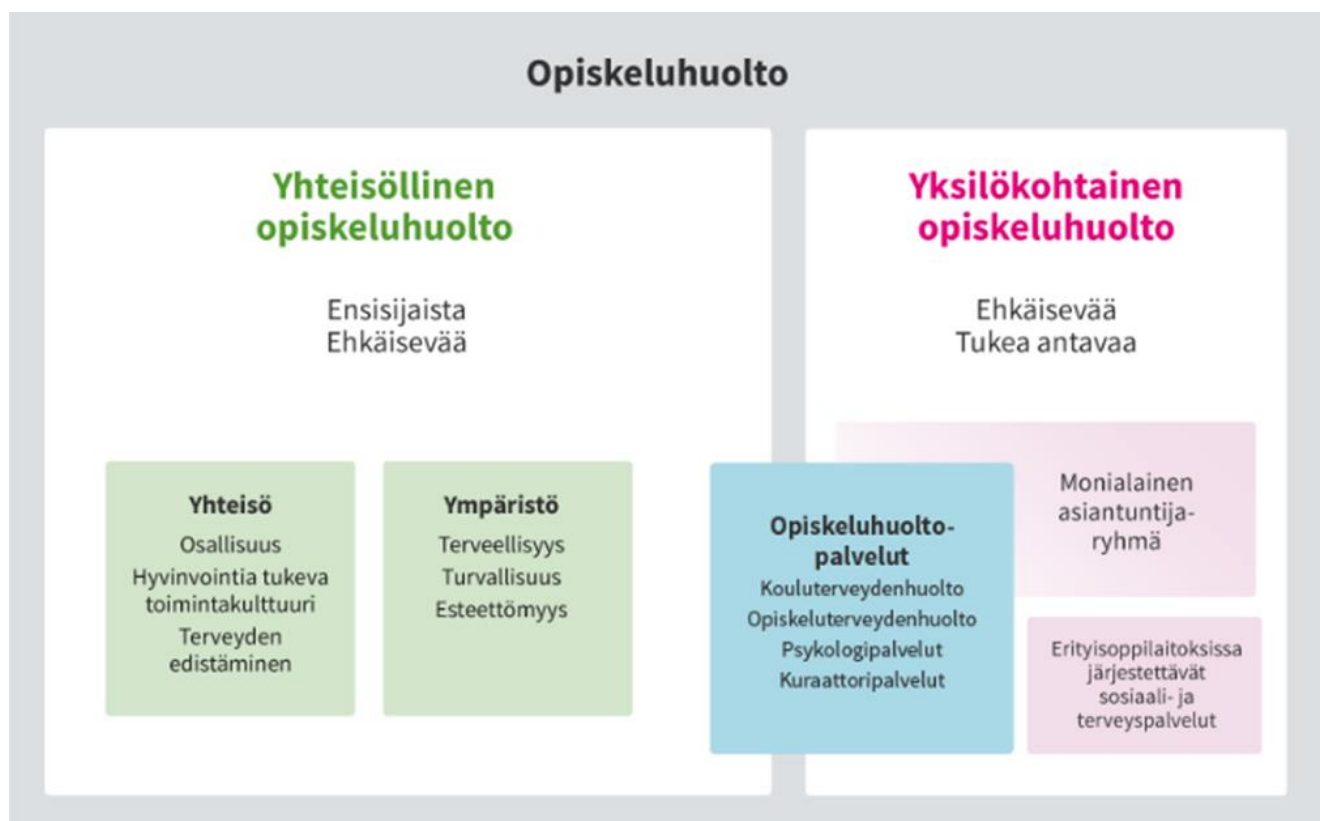 Opiskeluhuolto
Yhteisöllinen
opiskeluhuolto
Ensisijaista
Ehkäisevää
Yhteisö
Osallisuus
Hyvinvointia tukeva
toimintakulttuuri
Terveyden
edistäminen
Ympäristö
Terveellisyys
Turvallisuus
Esteettömyys
Opiskeluhuolto-
palvelut
Kouluterveydenhuolto
Opiskeluterveydenhuolto
Psykologipalvelut
Kuraattoripalvelut
Yksilökohtainen
opiskeluhuolto
Ehkäisevää
Tukea antavaa
Monialainen
asiantuntija-
ryhmä
Erityisoppilaitoksissa
järjestettävät
sosiaali- ja
terveyspalvelut